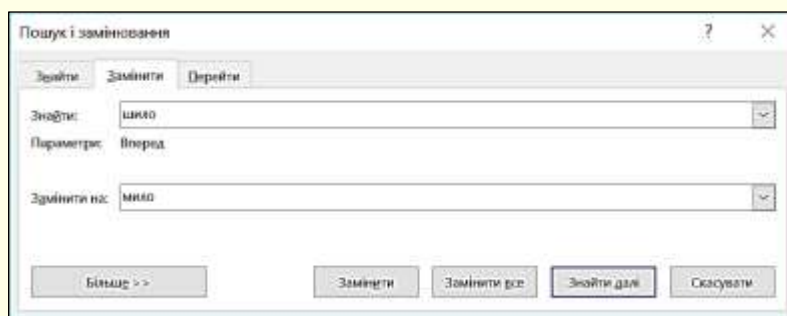 Пошук і замінювання ? ×
Знайти Замінити Перейти
Знайти: шило
Параметри: Вперед
Замінити на: мило
Більше >> Замінити Замінити все Знайти далі Скасувати